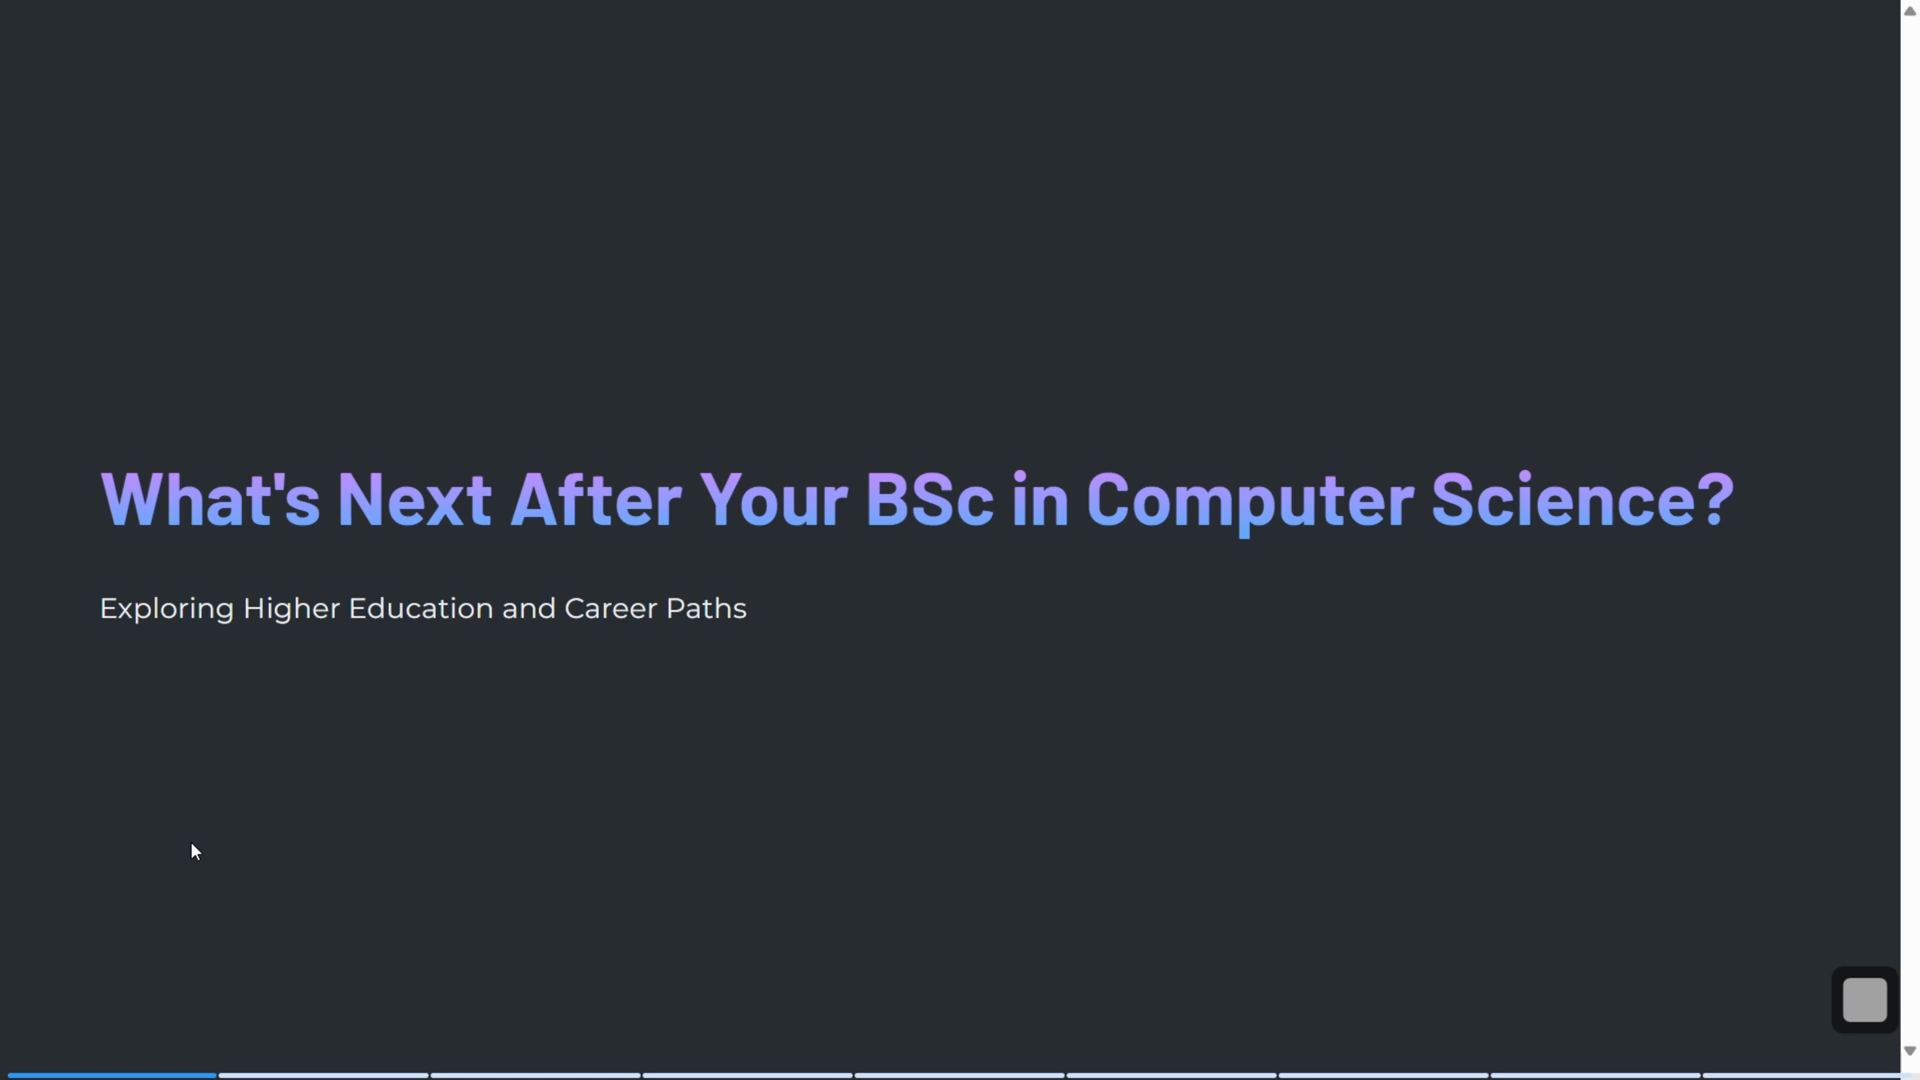 What's Next After Your BSc in Computer Science?
Exploring Higher Education and Career Paths